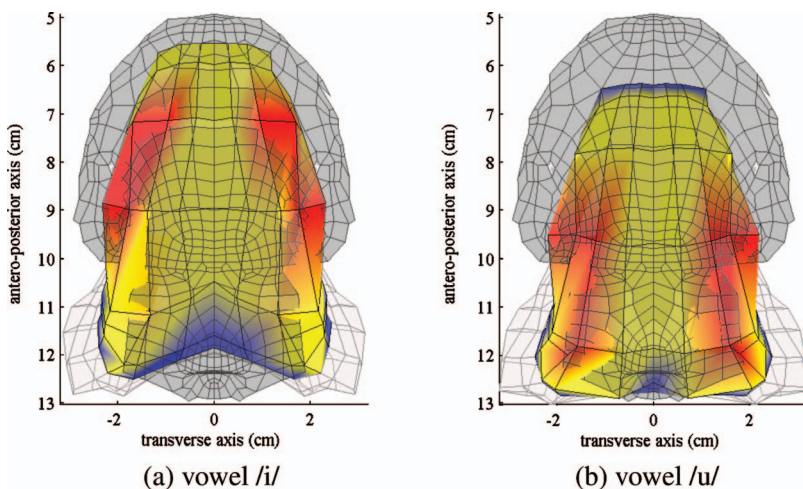 5
6
7
8
9
10
11
12
13
antero-posterior axis (cm)
-2 0 2
transverse axis (cm)
(a) vowel /i/
5
6
7
8
9
10
11
12
13
antero-posterior axis (cm)
-2 0 2
transverse axis (cm)
(b) vowel /u/